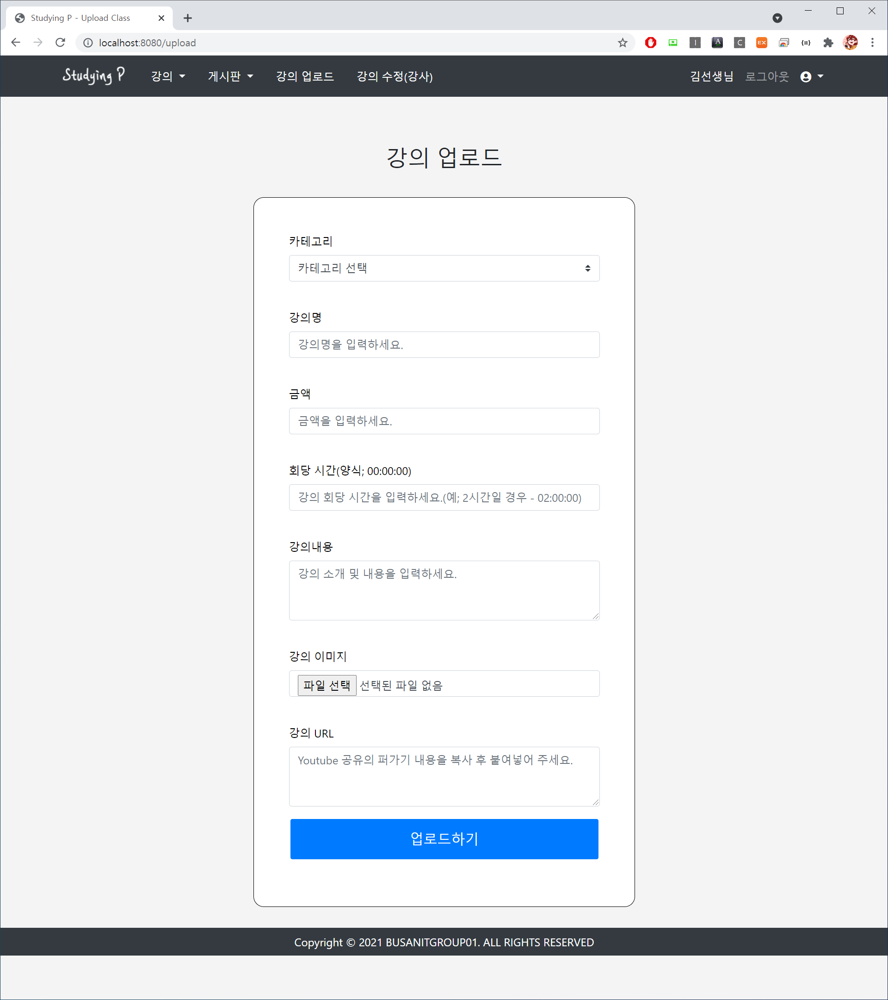 Studying P - Upload Class
localhost:8080/upload
Studying P 강의 게시판 강의 업로드 강의 수정(강사) 김선생님 로그아웃
강의 업로드
카테고리
카테고리 선택
강의명
강의명을 입력하세요.
금액
금액을 입력하세요.
회당 시간(양식; 00:00:00)
강의 회당 시간을 입력하세요.(예; 2시간일 경우 - 02:00:00)
강의내용
강의 소개 및 내용을 입력하세요.
강의 이미지
파일 선택 선택된 파일 없음
강의 URL
Youtube 공유의 퍼가기 내용을 복사 후 붙여넣어 주세요.
업로드하기
Copyright © 2021 BUSANITGROUP01. ALL RIGHTS RESERVED